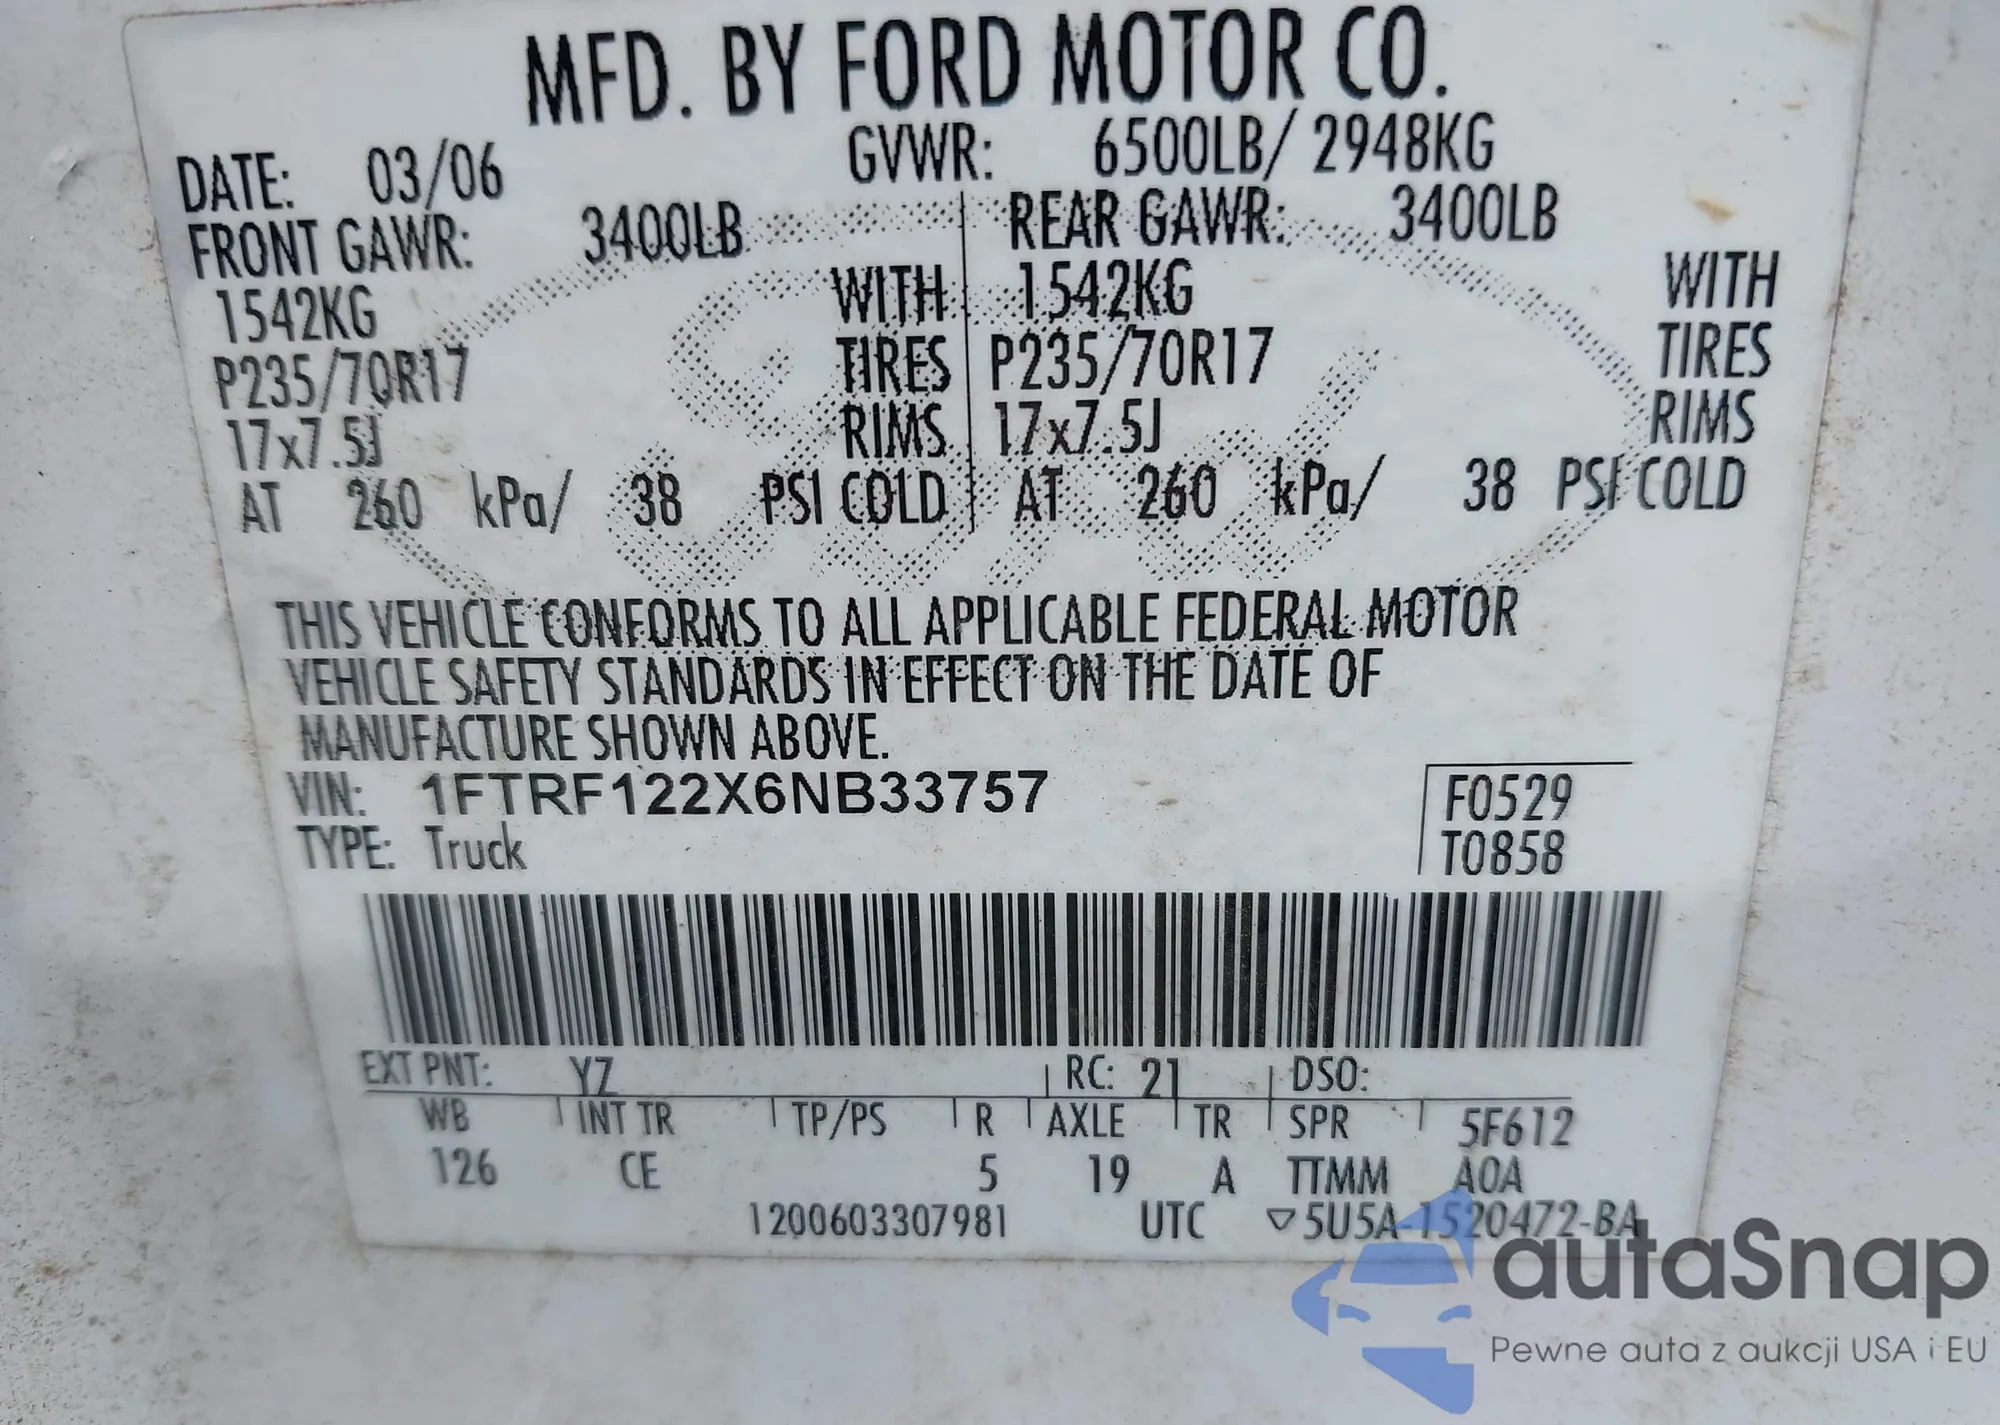 MFD. BY FORD MOTOR CO.
DATE: 03/06 GVWR: 6500LB/ 2948KG
FRONT GAWR: 3400LB REAR GAWR: 3400LB
1542KG WITH 1542KG WITH
P235/70R17 TIRES P235/70R17 TIRES
17x7.5J RIMS 17x7.5J RIMS
AT 260 kPa/ 38 PSI COLD AT 260 kPa/ 38 PSI COLD
THIS VEHICLE CONFORMS TO ALL APPLICABLE FEDERAL MOTOR
VEHICLE SAFETY STANDARDS IN EFFECT ON THE DATE OF
MANUFACTURE SHOWN ABOVE.
VIN: 1FTRF122X6NB33757 F0529
TYPE: Truck T0858
EXT PNT: YZ RC: 21 DSO:
WB INT TR TP/PS R AXLE TR SPR 5F612
126 CE 5 19 A TTMM AOA
1200603307981 UTC ▽5U5A-1520472-BA
autaSnap
Pewne auta z aukcji USA i EU